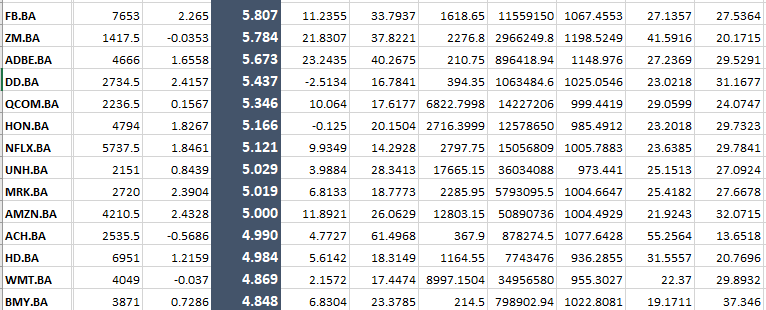 FB.BA 7653 2.265 5.807 11.2355 33.7937 1618.65 11559150 1067.4553 27.1357 27.5364
ZM.BA 1417.5 -0.0353 5.784 21.8307 37.8221 2276.8 2966249.8 1198.5249 41.5916 20.1715
ADBE.BA 4666 1.6558 5.673 23.2435 40.2675 210.75 896418.94 1148.976 27.2369 29.5291
DD.BA 2734.5 2.4157 5.437 -2.5134 16.7841 394.35 1063484.6 1025.0546 23.0218 31.1677
QCOM.BA 2236.5 0.1567 5.346 10.064 17.6177 6822.7998 14227206 999.4419 29.0599 24.0747
HON.BA 4794 1.8267 5.166 -0.125 20.1504 2716.3999 12578650 985.4912 23.2018 29.7323
NFLX.BA 5737.5 1.8461 5.121 9.9349 14.2928 2797.75 15056809 1005.7883 23.6385 29.7841
UNH.BA 2151 0.8439 5.029 3.9884 28.3413 17665.15 36034088 973.441 25.1513 27.0924
MRK.BA 2720 2.3904 5.019 6.8133 18.7773 2285.95 5793095.5 1004.6647 25.4182 27.6678
AMZN.BA 4210.5 2.4328 5.000 11.8921 26.0629 12803.15 50890736 1004.4929 21.9243 32.0715
ACH.BA 2535.5 -0.5686 4.990 4.7727 61.4968 367.9 878274.5 1077.6428 55.2564 13.6518
HD.BA 6951 1.2159 4.984 5.6142 18.3149 1164.55 7743476 936.2855 31.5557 20.7696
WMT.BA 4049 -0.037 4.869 2.1572 17.4474 8997.1504 34956580 955.3027 22.37 29.8932
BMY.BA 3871 0.7286 4.848 6.8304 23.3785 214.5 798902.94 1022.8081 19.1711 37.346